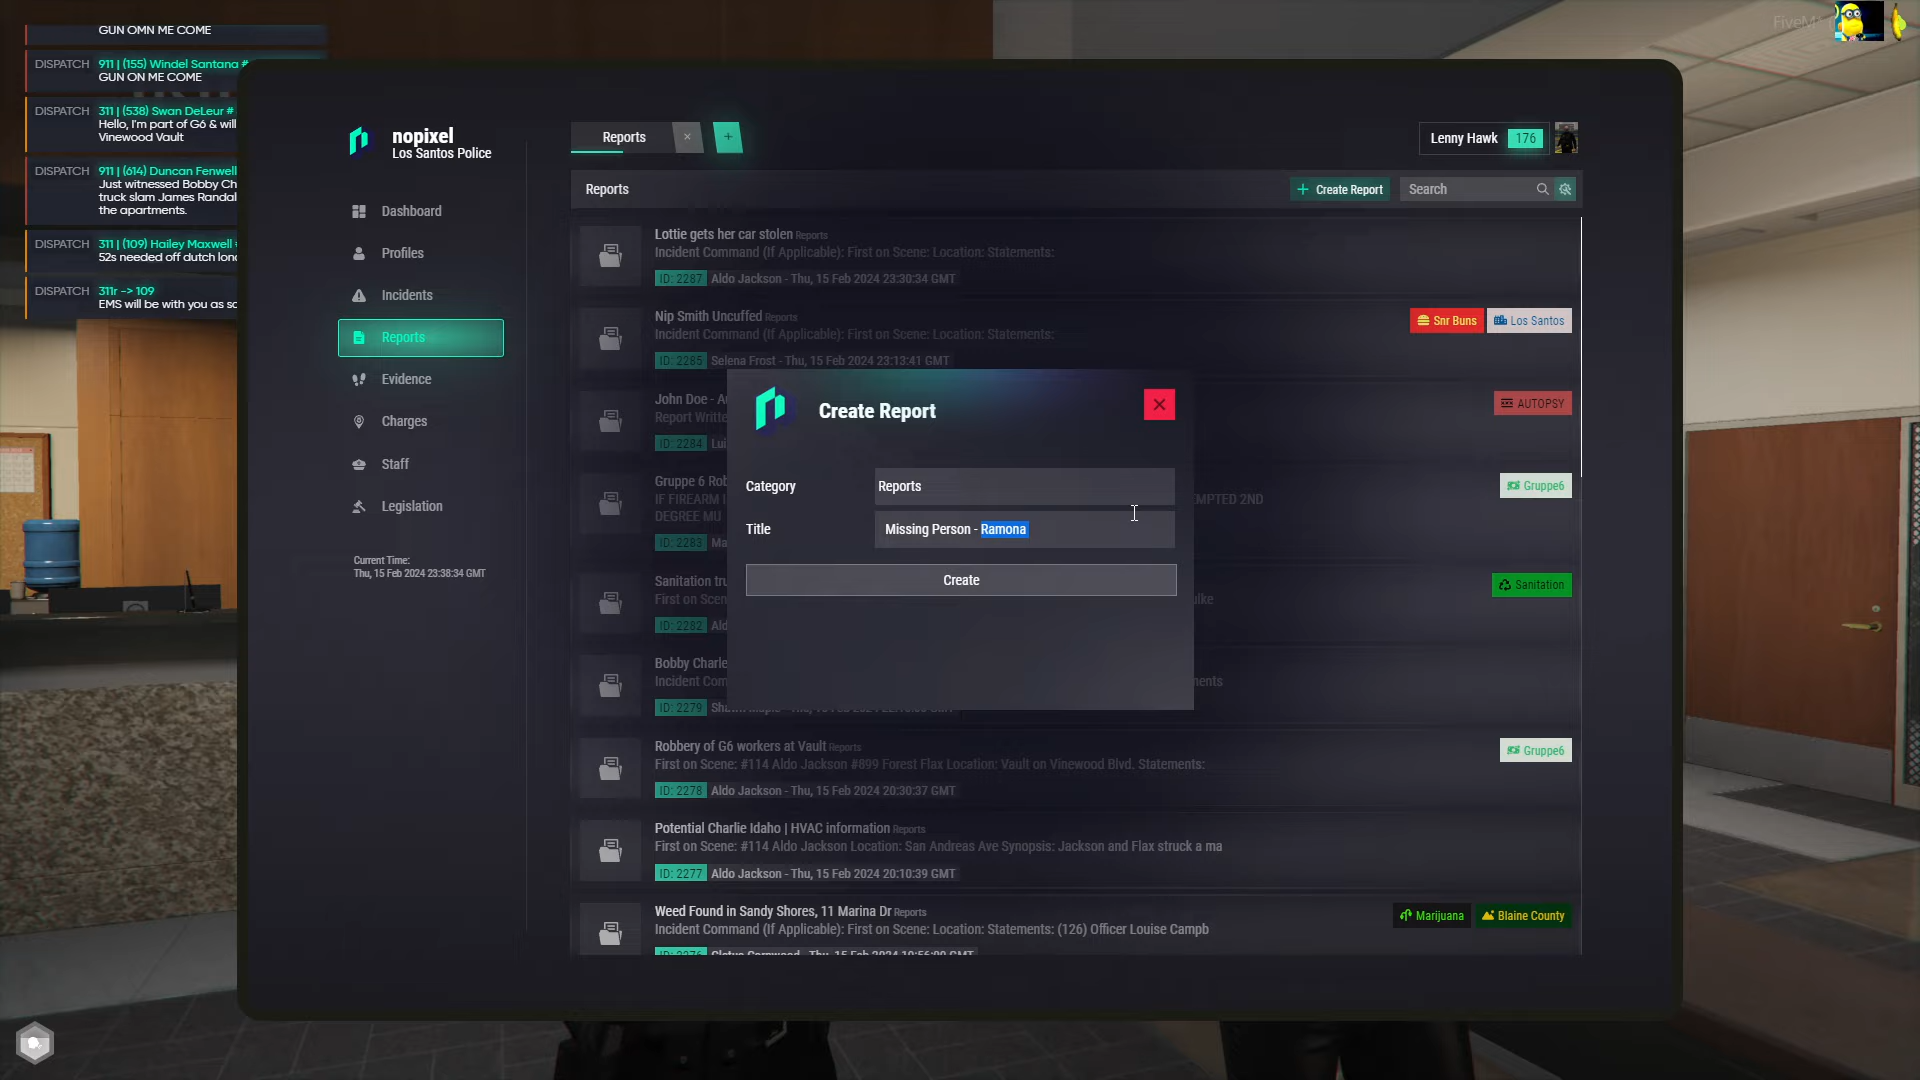 GUN OMN ME COME
DISPATCH
911 | (155) Windel Santana #
GUN ON ME COME
DISPATCH
311 | (538) Swan DeLeur #
Hello, I'm part of G6 & will
Vinewood Vault
DISPATCH
911 | (614) Duncan Fenwell
Just witnessed Bobby Ch
truck slam James Randal
the apartments.
DISPATCH
311 | (109) Hailey Maxwell #
52s needed off dutch lond
DISPATCH
311r -> 109
EMS will be with you as so
FiveM
nopixel
Los Santos Police
Dashboard
Profiles
Incidents
Reports
Evidence
Charges
Staff
Legislation
Current Time:
Thu, 15 Feb 2024 23:38:34 GMT
Reports
×
+
Lenny Hawk 176
Reports
+ Create Report
Search
Lottie gets her car stolen Reports
Incident Command (If Applicable): First on Scene: Location: Statements:
ID: 2287 Aldo Jackson - Thu, 15 Feb 2024 23:30:34 GMT
Nip Smith Uncuffed Reports
Incident Command (If Applicable): First on Scene: Location: Statements:
ID: 2285 Selena Frost - Thu, 15 Feb 2024 23:13:41 GMT
Snr Buns
Los Santos
John Doe - A
Report Writte
ID: 2284 Lui
AUTOPSY
Create Report
Category
Reports
Title
Missing Person - Ramona
Create
Gruppe 6 Rob
IF FIREARM I
MPTED 2ND
DEGREE MU
ID: 2283 Ma
Gruppe6
Sanitation tru
First on Scen
ulke
ID: 2282 Ald
Sanitation
Bobby Charle
Incident Com
ments
ID: 2279
Robbery of G6 workers at Vault Reports
First on Scene: #114 Aldo Jackson #899 Forest Flax Location: Vault on Vinewood Blvd. Statements:
ID: 2278 Aldo Jackson - Thu, 15 Feb 2024 20:30:37 GMT
Gruppe6
Potential Charlie Idaho | HVAC information Reports
First on Scene: #114 Aldo Jackson Location: San Andreas Ave Synopsis: Jackson and Flax struck a ma
ID: 2277 Aldo Jackson - Thu, 15 Feb 2024 20:10:39 GMT
Weed Found in Sandy Shores, 11 Marina Dr Reports
Incident Command (If Applicable): First on Scene: Location: Statements: (126) Officer Louise Campb
Marijuana
Blaine County